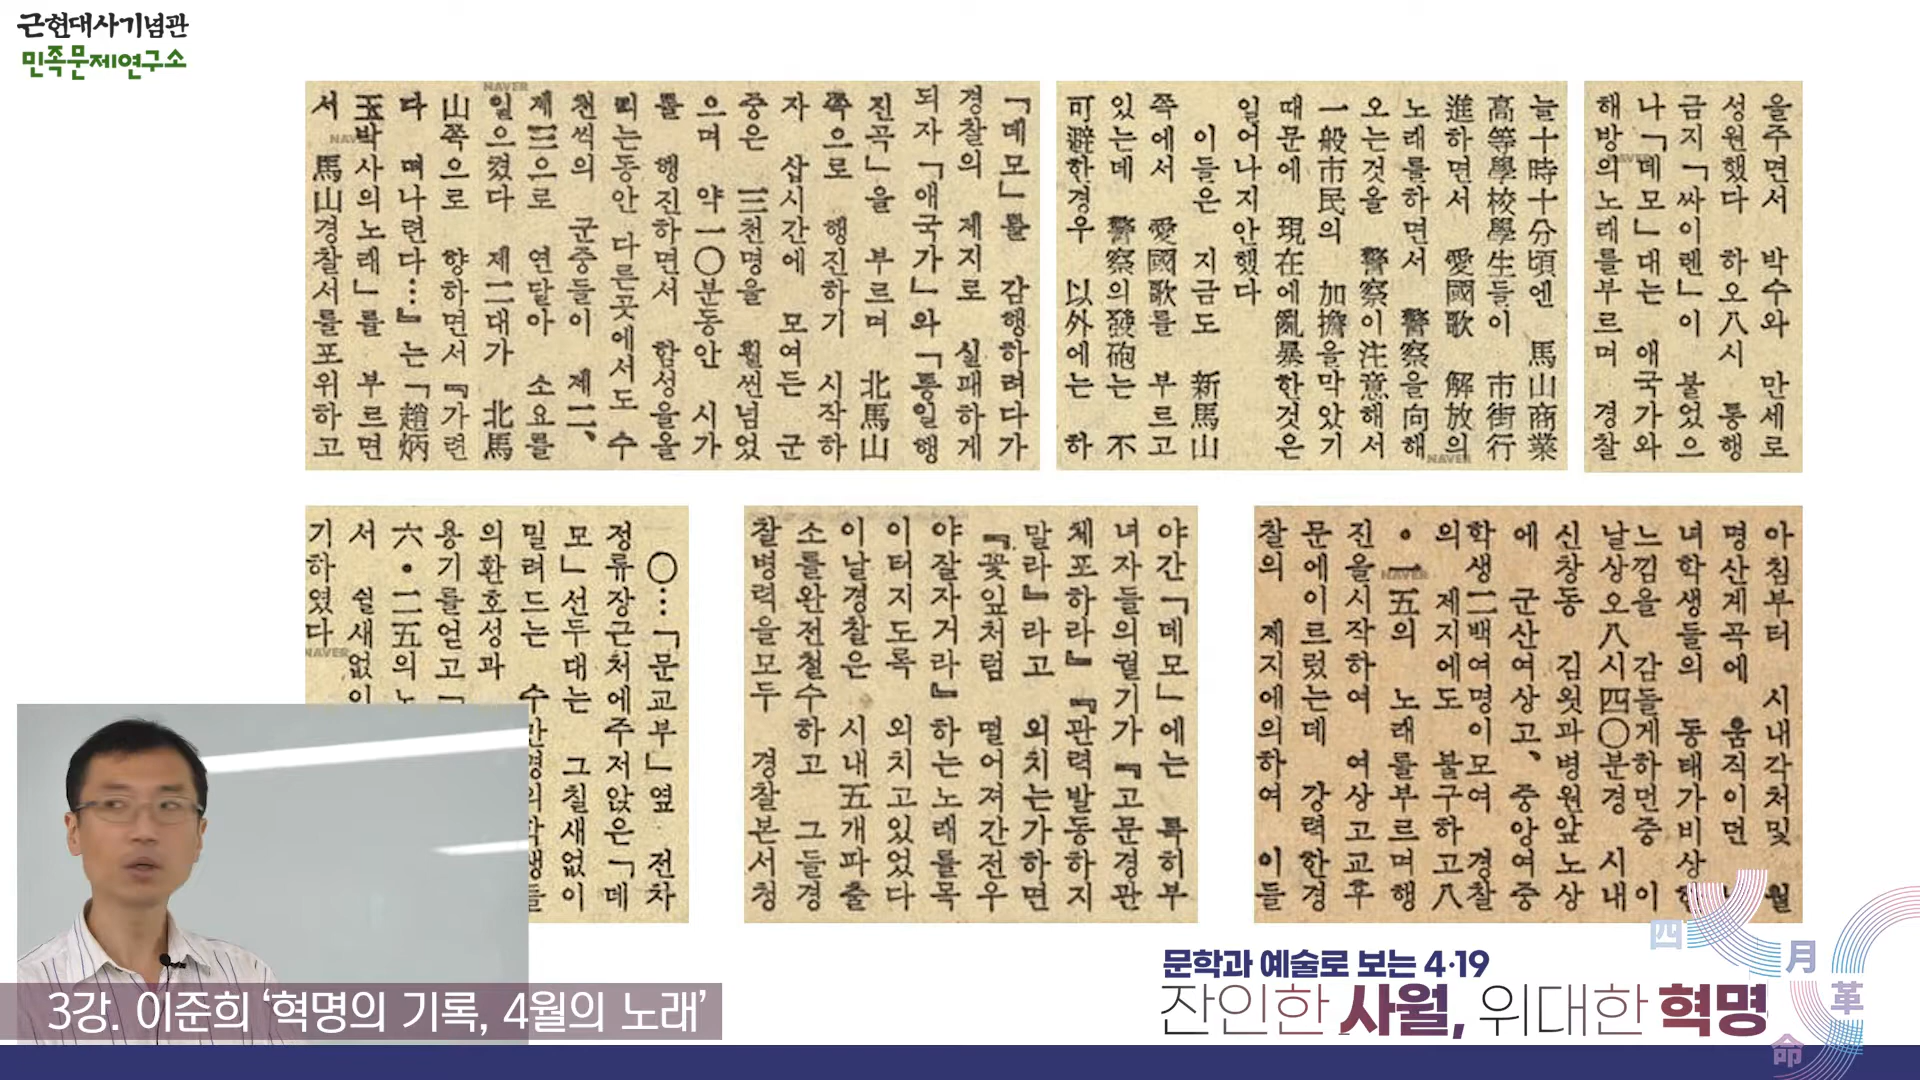 근현대사기념관
민족문제연구소
「데모」를 감행하려다가
경찰의 제지로 실패하게
되자「애국가」와「통일행
진곡」을 부르며 北馬山
쪽으로 행진하기 시작하
자 삽시간에 모여든 군
중은 三천명을 훨씬넘었
으며 약一〇분동안 시가
를 행진하면서 함성을올
리는동안 다른곳에서도 수
천씩의 군중들이 제二、
제三으로 연달아 소요를
일으켰다 제二대가 北馬
山쪽으로 향하면서『가련
다 떠나련다…』는「趙炳
玉박사의노래」를 부르면
서 馬山경찰서를포위하고
늘十時十分頃엔 馬山商業
高等學校學生들이 市街行
進하면서 愛國歌 解放의
노래를하면서 警察을向해
오는것을 警察이注意해서
一般市民의 加擔을막았기
때문에 現在에亂暴한것은
일어나지안했다
이들은 지금도 新馬山
쪽에서 愛國歌를 부르고
있는데 警察의發砲는 不
可避한경우 以外에는 하
을주면서 박수와 만세로
성원했다 하오八시 통행
금지「싸이렌」이 불었으
나「데모」대는 애국가와
해방의노래를부르며 경찰
〇…「문교부」옆 전차
정류장근처에주저앉은「데
모」선두대는 그칠새없이
밀려드는 수만명의학생들
의환호성과
용기를얻고「
六・二五의노
서 쉴새없이
기하였다
야간「데모」에는 특히부
녀자들의궐기가『고문경관
체포하라』『관력발동하지
말라』라고 외치는가하면
『꽃잎처럼 떨어져간전우
야잘자거라』하는노래를목
이터지도록 외치고있었다
이날경찰은 시내五개파출
소를완전철수하고 그들경
찰병력을모두 경찰본서청
아침부터 시내각처및 월
명산계곡에 움직이던
녀학생들의 동태가비상한
느낌을 감들게하던중 이
날상오八시四〇분경 시내
신창동 김외과병원앞노상
에 군산여상고、중앙여중
학생二백여명이모여 경찰
의 제지에도 불구하고八
・一五의 노래를부르며행
진을시작하여 여상고교후
문에이르렀는데 강력한경
찰의 제지에의하여 이들
3강. 이준희 ‘혁명의 기록, 4월의 노래’
문학과 예술로 보는 4·19
잔인한 사월, 위대한 혁명
四月革命